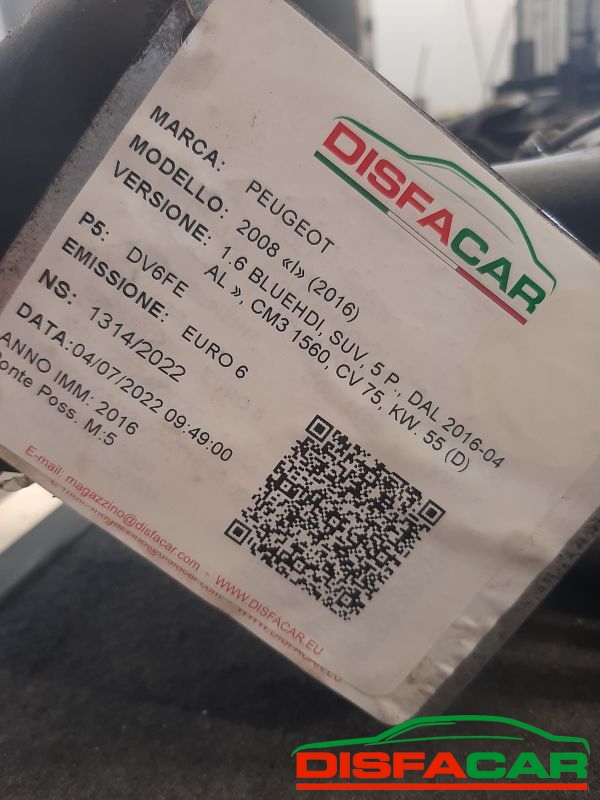 DISFACAR
MARCA: PEUGEOT
MODELLO: 2008 «I» (2016)
VERSIONE: 1.6 BLUEHDI, SUV, 5 P., DAL 2016-04
AL », CM3 1560, CV 75, KW. 55 (D)
P5: DV6FE
EMISSIONE: EURO 6
NS: 1314/2022
DATA:04/07/2022 09:49:00
ANNO IMM: 2016
Ponte Poss. M:5
E-mail. magazzino@disfacar.com - WWW.DISFACAR.EU
DISFACAR